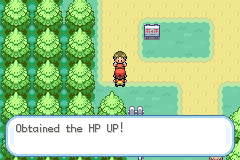 Obtained the HP UP!